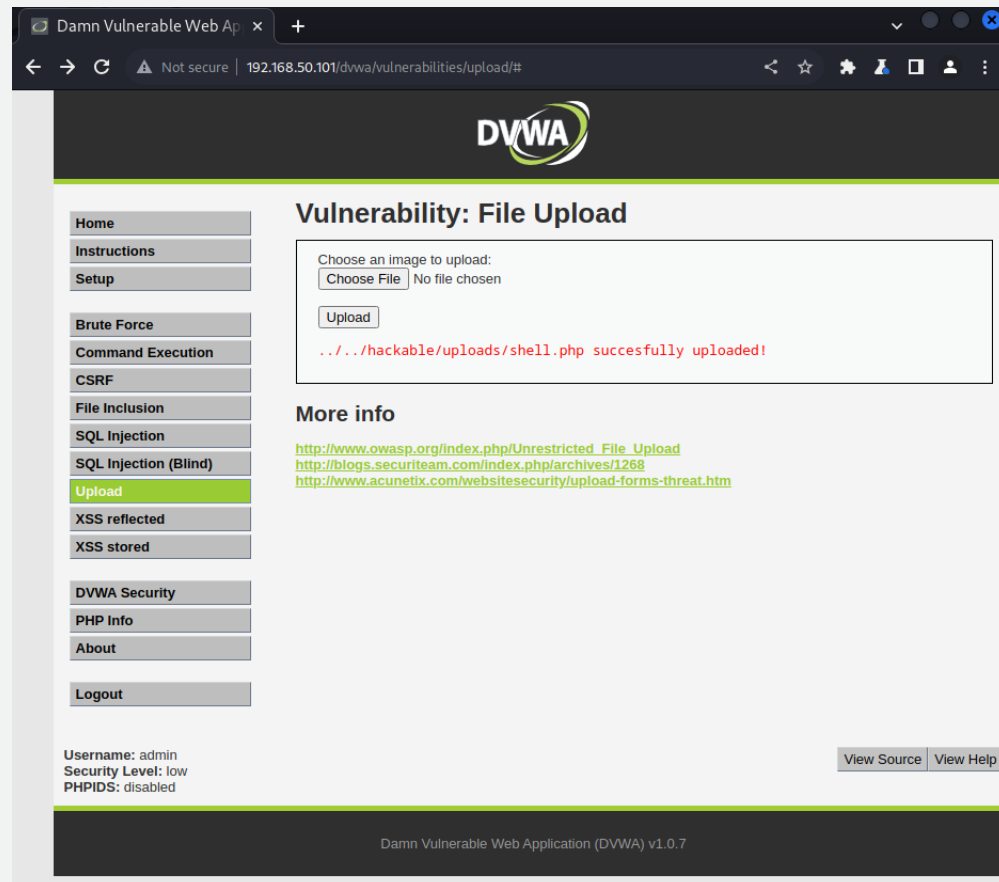 Damn Vulnerable Web Ap
192.168.50.101/dvwa/vulnerabilities/upload/#
Not secure
DVWA
Home
Instructions
Setup
Brute Force
Command Execution
CSRF
File Inclusion
SQL Injection
SQL Injection (Blind)
Upload
XSS reflected
XSS stored
DVWA Security
PHP Info
About
Logout
Vulnerability: File Upload
Choose an image to upload:
Choose File No file chosen
Upload
../../hackable/uploads/shell.php succesfully uploaded!
More info
http://www.owasp.org/index.php/Unrestricted_File_Upload
http://blogs.securiteam.com/index.php/archives/1268
http://www.acunetix.com/websitesecurity/upload-forms-threat.htm
Username: admin
Security Level: low
PHPIDS: disabled
View Source View Help
Damn Vulnerable Web Application (DVWA) v1.0.7